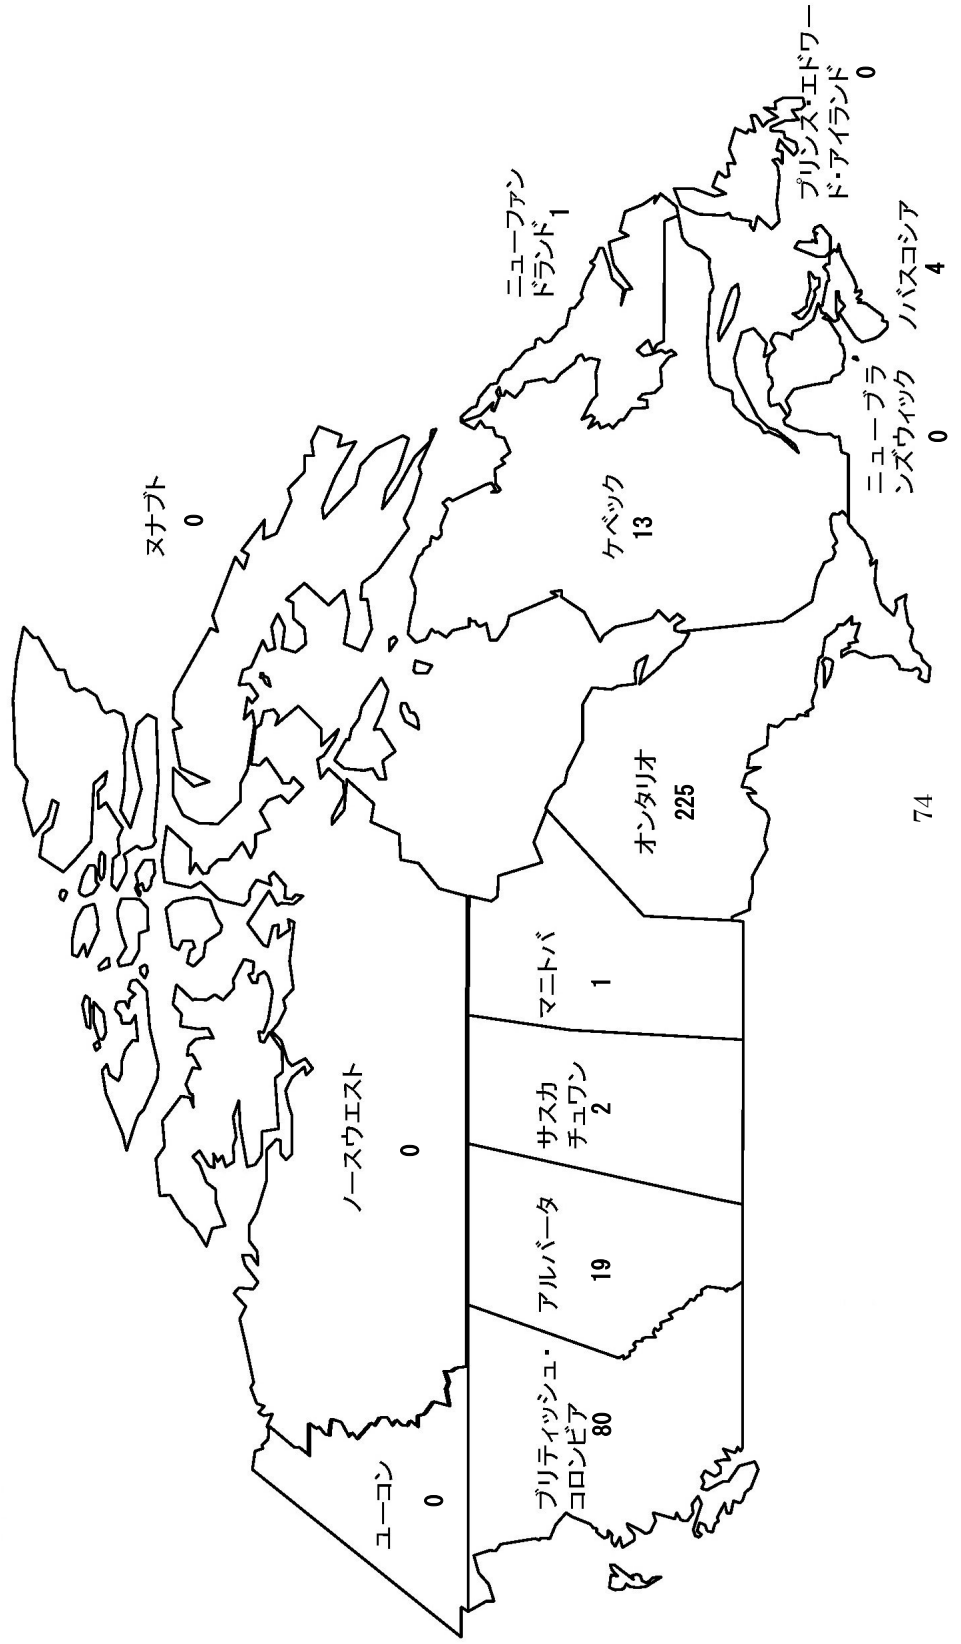 ヌナブト
0
ニューファン
ドランド
1
プリンス・エドワー
ド・アイランド
0
ユーコン
0
ノースウエスト
0
ブリティッシュ・
コロンビア
80
アルバータ
19
サスカ
チュワン
2
マニトバ
1
オンタリオ
225
ケベック
13
ニューブラ
ンズウィック
0
ノバスコシア
4
74